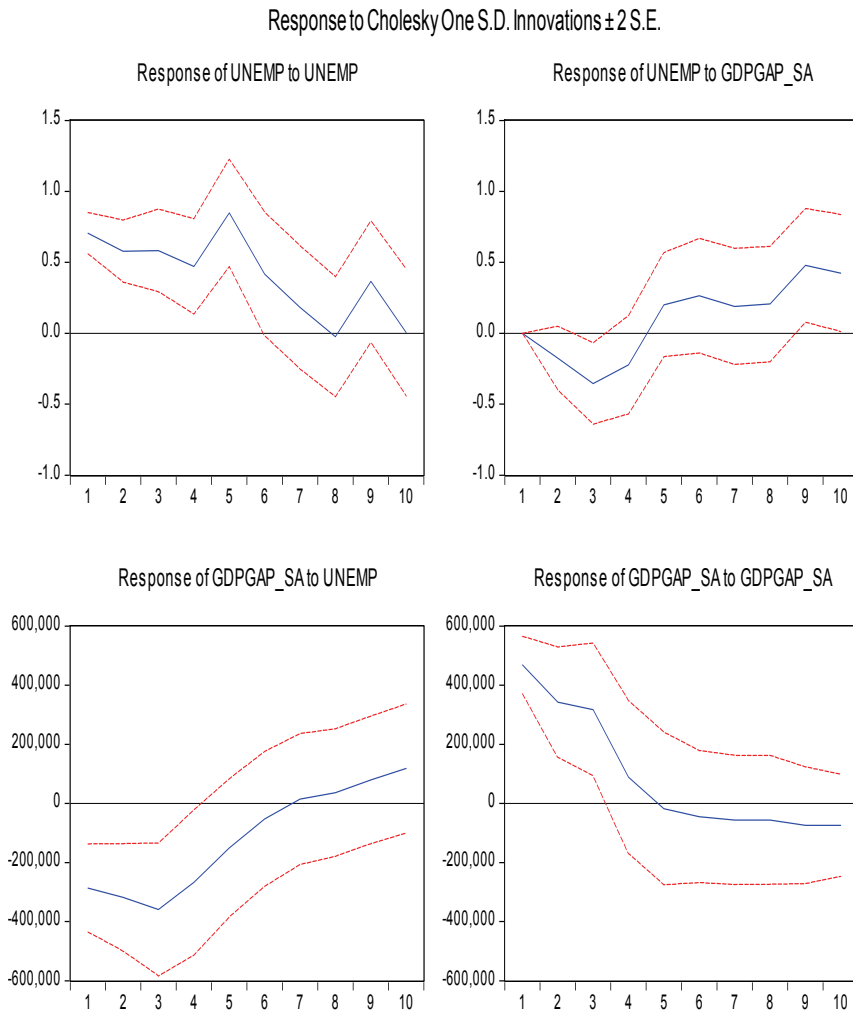 Response to Cholesky One S.D. Innovations ± 2 S.E.
Response of UNEMP to UNEMP
1.5
1.0
0.5
0.0
-0.5
-1.0
1 2 3 4 5 6 7 8 9 10
Response of UNEMP to GDPGAP_SA
1.5
1.0
0.5
0.0
-0.5
-1.0
1 2 3 4 5 6 7 8 9 10
Response of GDPGAP_SA to UNEMP
600,000
400,000
200,000
0
-200,000
-400,000
-600,000
1 2 3 4 5 6 7 8 9 10
Response of GDPGAP_SA to GDPGAP_SA
600,000
400,000
200,000
0
-200,000
-400,000
-600,000
1 2 3 4 5 6 7 8 9 10